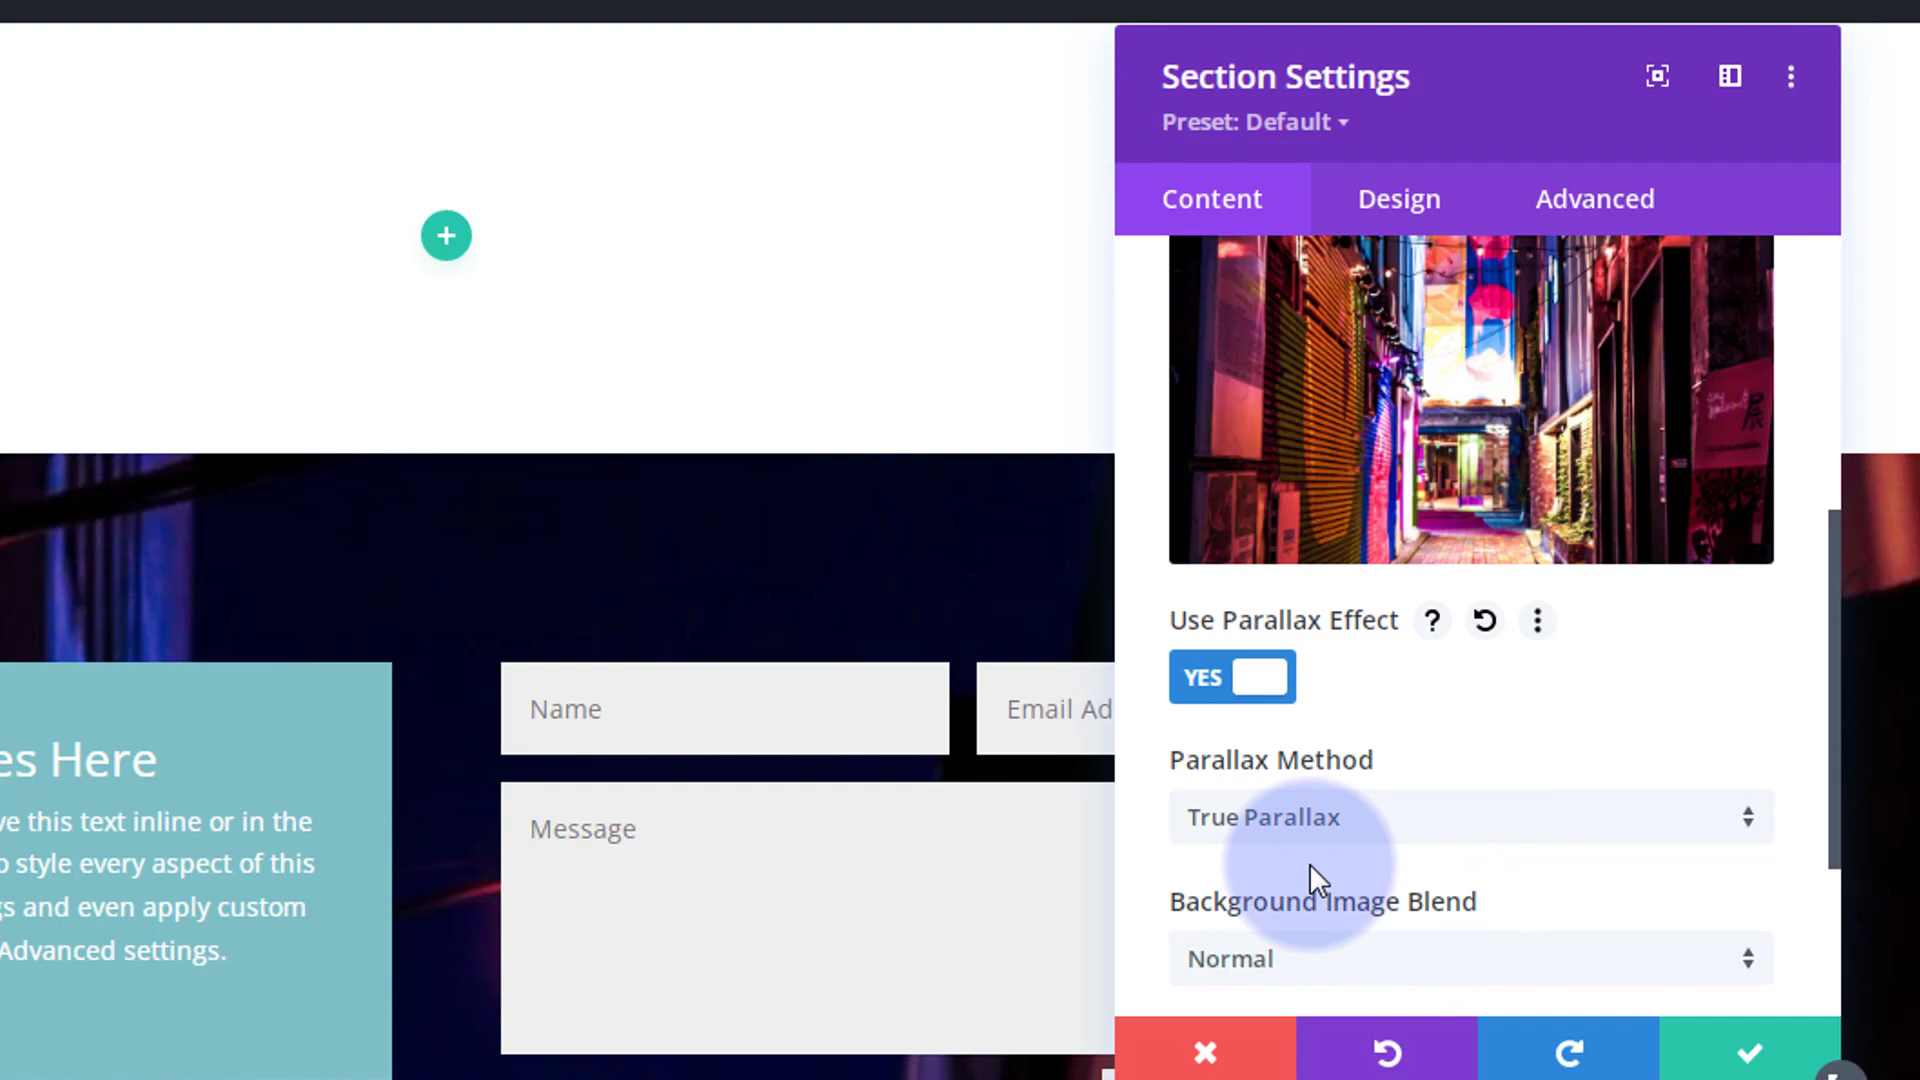 Section Settings
Preset: Default
Content Design Advanced
Use Parallax Effect ?
YES
Parallax Method
True Parallax
Background Image Blend
Normal
Name
Email Ad
Message
es Here
ve this text inline or in the
o style every aspect of this
gs and even apply custom
Advanced settings.